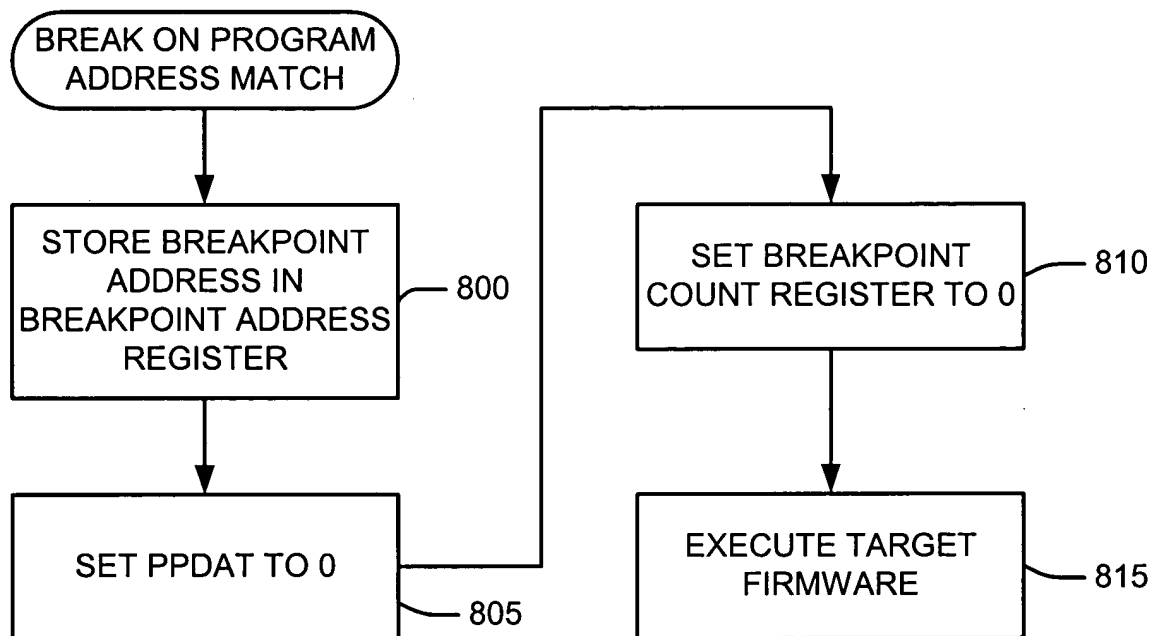 BREAK ON PROGRAM
ADDRESS MATCH
STORE BREAKPOINT
ADDRESS IN
BREAKPOINT ADDRESS
REGISTER
800
SET PPDAT TO 0
805
SET BREAKPOINT
COUNT REGISTER TO 0
810
EXECUTE TARGET
FIRMWARE
815